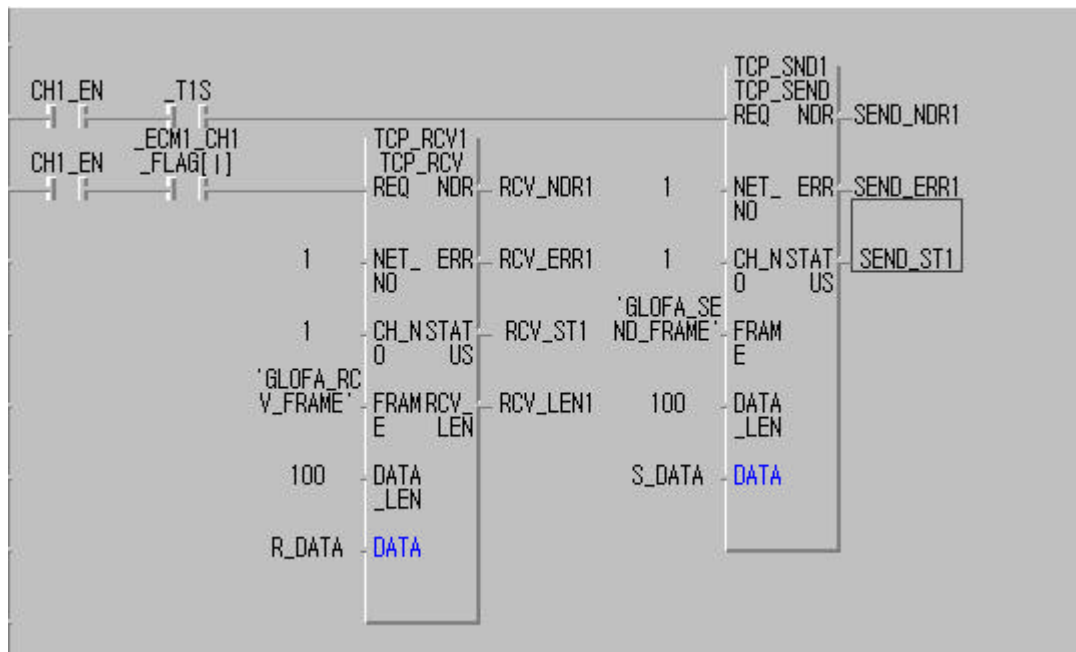 TCP_SND1
CH1_EN _T1S TCP_SEND
REQ NDR SEND_NDR1
_ECM1_CH1 TCP_RCV1
CH1_EN _FLAG[I] TCP_RCV
REQ NDR RCV_NDR1 1 NET_ ERR SEND_ERR1
NO
1 NET_ ERR RCV_ERR1 1 CH_N STAT SEND_ST1
NO O US
'GLOFA_SE
1 CH_N STAT RCV_ST1 ND_FRAME' FRAM
O US E
'GLOFA_RC
V_FRAME' FRAM RCV_ RCV_LEN1 100 DATA
E LEN _LEN
100 DATA S_DATA DATA
_LEN
R_DATA DATA